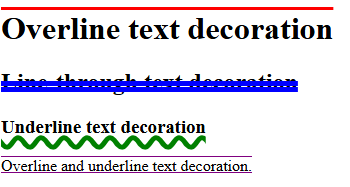 Overline text decoration
Line-through text decoration
Underline text decoration
Overline and underline text decoration.